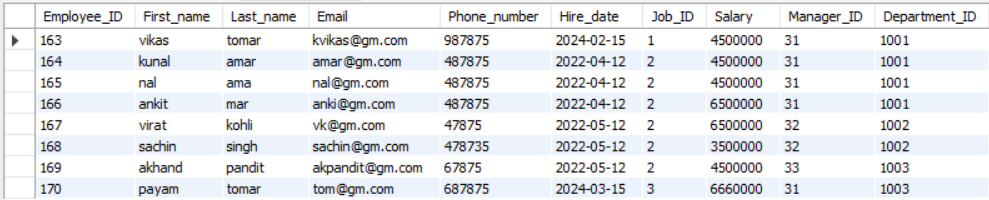 Employee_ID First_name Last_name Email Phone_number Hire_date Job_ID Salary Manager_ID Department_ID
163 vikas tomar kvikas@gm.com 987875 2024-02-15 1 4500000 31 1001
164 kunal amar amar@gm.com 487875 2022-04-12 2 4500000 31 1001
165 nal ama nal@gm.com 487875 2022-04-12 2 4500000 31 1001
166 ankit mar anki@gm.com 487875 2022-04-12 2 6500000 31 1001
167 virat kohli vk@gm.com 47875 2022-05-12 2 6500000 32 1002
168 sachin singh sachin@gm.com 478735 2022-05-12 2 3500000 32 1002
169 akhand pandit akpandit@gm.com 67875 2022-05-12 2 4500000 33 1003
170 payam tomar tom@gm.com 687875 2024-03-15 3 6660000 31 1003